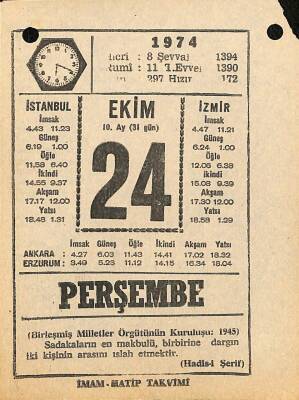 1974
8 Şevval 1394
11 T.Evvel 1390
297 Hızır 172
İSTANBUL
İmsak
4.43 11.23
Güneş
6.19 1.00
Öğle
11.58 6.40
İkindi
14.55 9.37
Akşam
17.17 12.00
Yatsı
18.48 1.31
EKİM
10. Ay (31 gün)
24
İZMİR
İmsak
4.47 11.21
Güneş
6.24 1.00
Öğle
12.06 6.38
İkindi
15.08 9.39
Akşam
17.30 12.00
Yatsı
18.58 1.29
İmsak Güneş Öğle İkindi Akşam Yatsı
ANKARA : 4.27 6.03 11.43 14.41 17.02 18.32
ERZURUM : 3.49 5.23 11.12 14.15 16.34 18.04
PERŞEMBE
(Birleşmiş Milletler Örgütünün Kuruluşu: 1945)
Sadakaların en makbulü, birbirine dargın
iki kişinin arasını ıslah etmektir.
(Hadis-i Şerif)
İMAM-HATİP TAKVİMİ